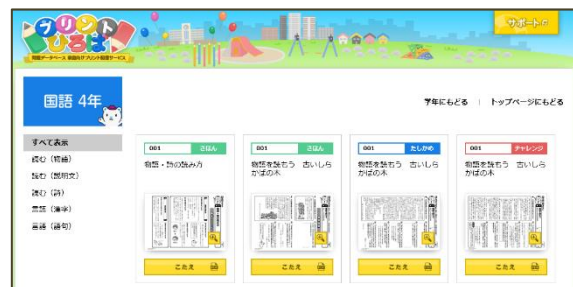 プリントひろば
サポート
国語 4年
学年にもどる | トップページにもどる
すべて表示
読む（物語）
読む（説明文）
読む（詩）
言語（漢字）
言語（語句）
001 きほん
物語・詩の読み方
こたえ
001 きほん
物語を読もう 古いしら
かばの木
こたえ
001 たしかめ
物語を読もう 古いしら
かばの木
こたえ
001 チャレンジ
物語を読もう 古いしら
かばの木
こたえ